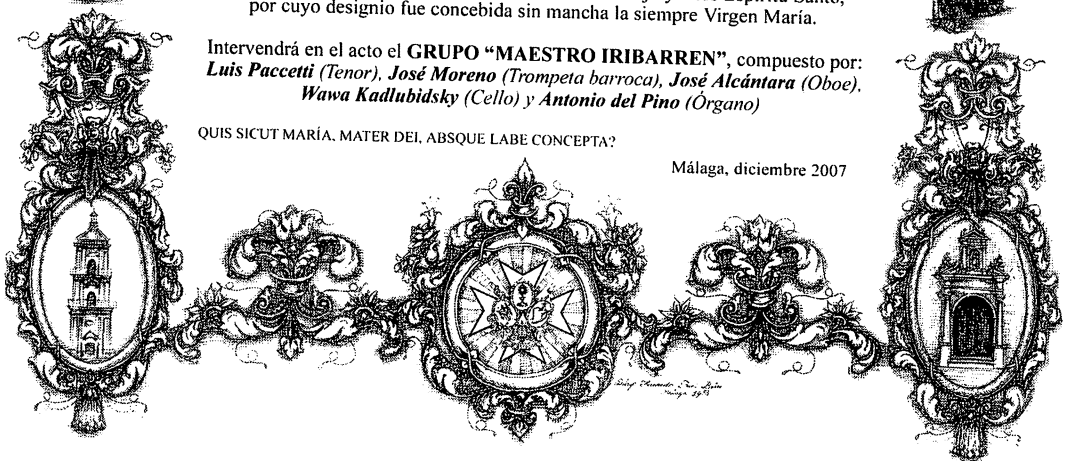 Espíritu Santo,
por cuyo designio fue concebida sin mancha la siempre Virgen María.
Intervendrá en el acto el GRUPO “MAESTRO IRIBARREN”, compuesto por:
Luis Paccetti (Tenor), José Moreno (Trompeta barroca), José Alcántara (Oboe),
Wawa Kadlubidsky (Cello) y Antonio del Pino (Órgano)
QUIS SICUT MARÍA, MATER DEI, ABSQUE LABE CONCEPTA?
Málaga, diciembre 2007